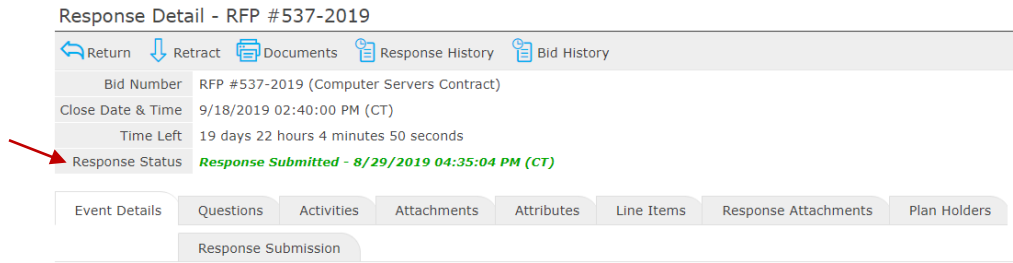 Response Detail - RFP #537-2019
Return Retract Documents Response History Bid History
Bid Number RFP #537-2019 (Computer Servers Contract)
Close Date & Time 9/18/2019 02:40:00 PM (CT)
Time Left 19 days 22 hours 4 minutes 50 seconds
Response Status Response Submitted - 8/29/2019 04:35:04 PM (CT)
Event Details Questions Activities Attachments Attributes Line Items Response Attachments Plan Holders
Response Submission